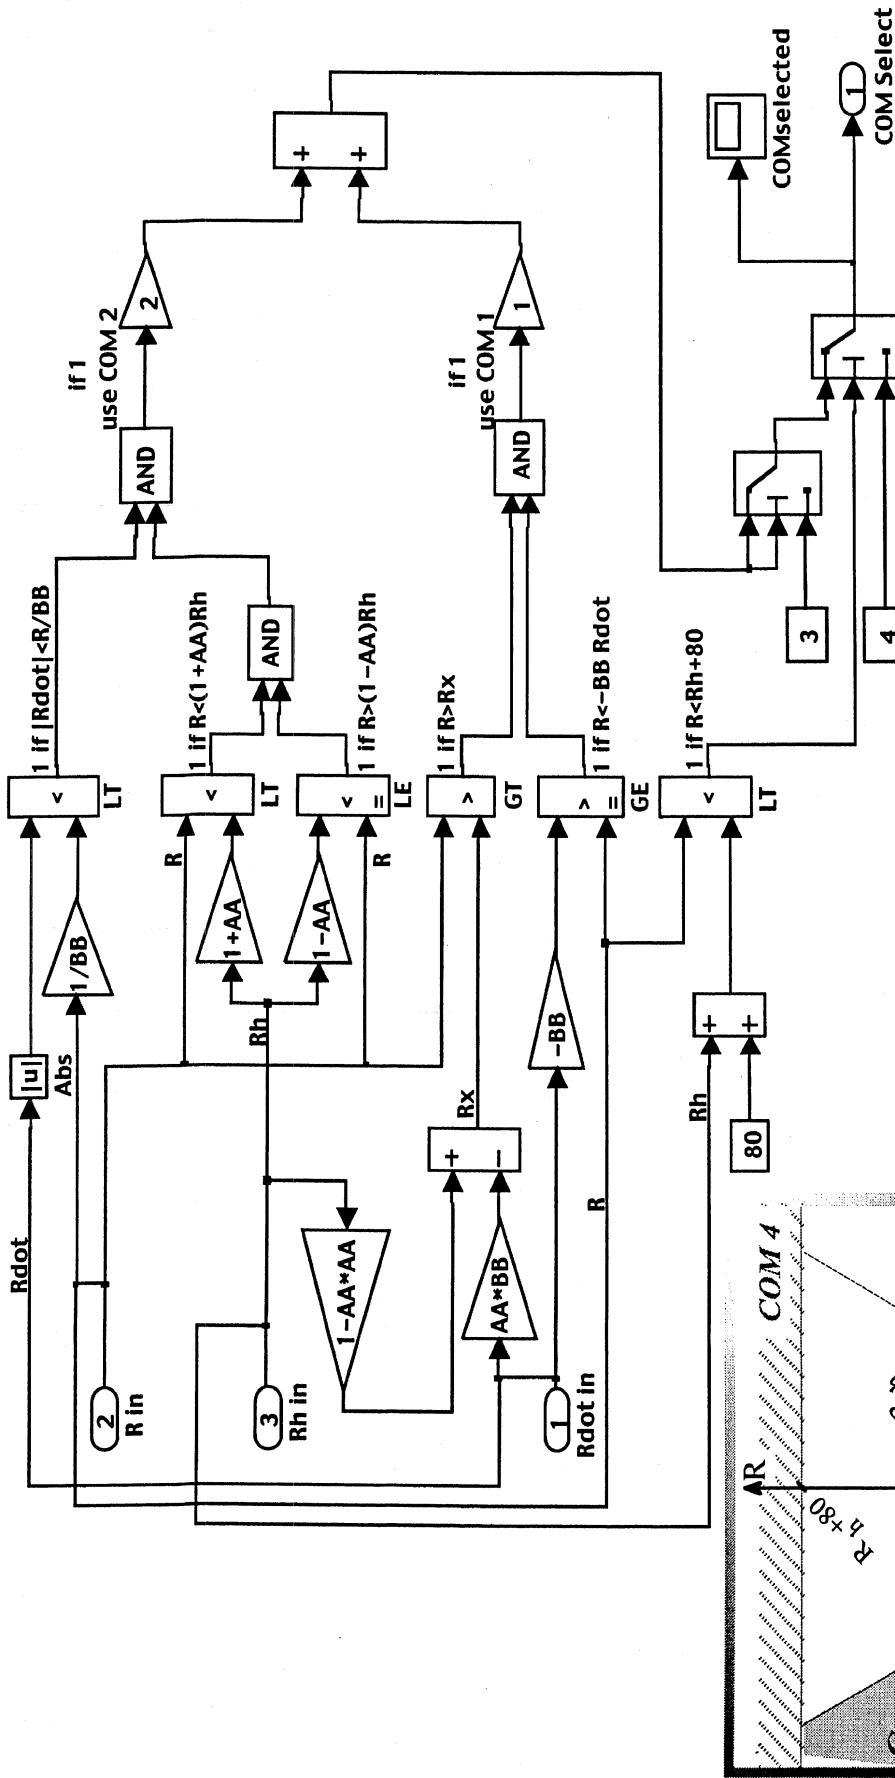 Rdot
|u|
Abs
1/BB
<
LT
1 if |Rdot|<R/BB
2
R in
R
1+AA
<
LT
1 if R<(1+AA)Rh
AND
AND
if 1
use COM 2
2
3
Rh in
Rh
1-AA
<
=
LE
R
1 if R>(1-AA)Rh
1-AA*AA
+
-
Rx
>
GT
1 if R>Rx
AND
if 1
use COM 1
1
+
+
AA*BB
1
Rdot in
-BB
>
=
GE
1 if R<-BB Rdot
R
Rh
80
+
+
<
LT
1 if R<Rh+80
3
4
COMselected
1
COM Select
COM 4
R
Rh+80